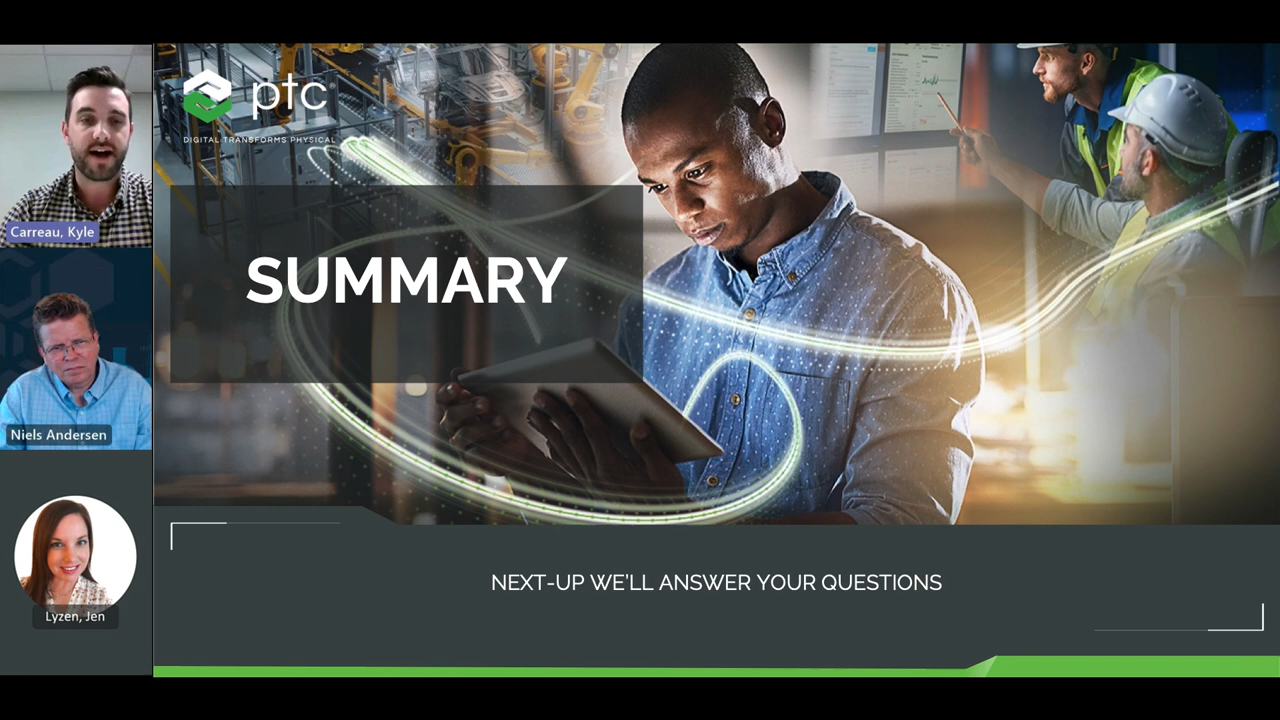 Carreau, Kyle
Niels Andersen
Lyzen, Jen
ptc
DIGITAL TRANSFORMS PHYSICAL
SUMMARY
NEXT-UP WE'LL ANSWER YOUR QUESTIONS